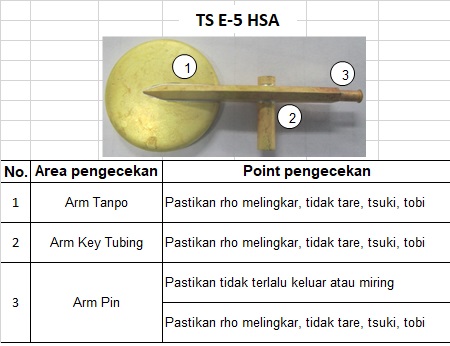 TS E-5 HSA
1
3
2
No. Area pengecekan Point pengecekan
1 Arm Tanpo Pastikan rho melingkar, tidak tare, tsuki, tobi
2 Arm Key Tubing Pastikan rho melingkar, tidak tare, tsuki, tobi
3 Arm Pin Pastikan tidak terlalu keluar atau miring
Pastikan rho melingkar, tidak tare, tsuki, tobi